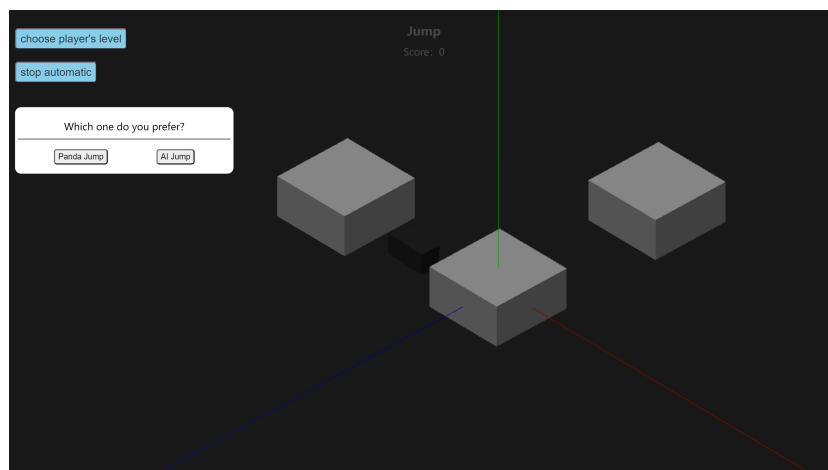 Jump
Score: 0
choose player's level
stop automatic
Which one do you prefer?
Panda Jump
AI Jump